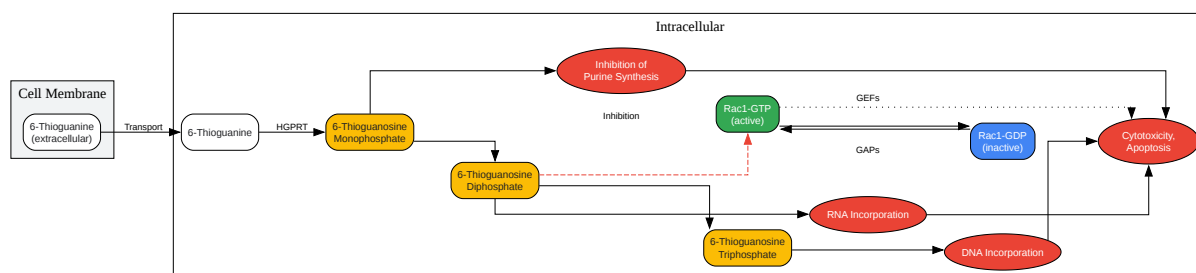 Intracellular
Cell Membrane
6-Thioguanine
(extracellular)
Transport
6-Thioguanine
HGPRT
6-Thioguanosine
Monophosphate
Inhibition of
Purine Synthesis
Inhibition
6-Thioguanosine
Diphosphate
Rac1-GTP
(active)
GEFs
GAPs
Rac1-GDP
(inactive)
Cytotoxicity,
Apoptosis
RNA Incorporation
6-Thioguanosine
Triphosphate
DNA Incorporation